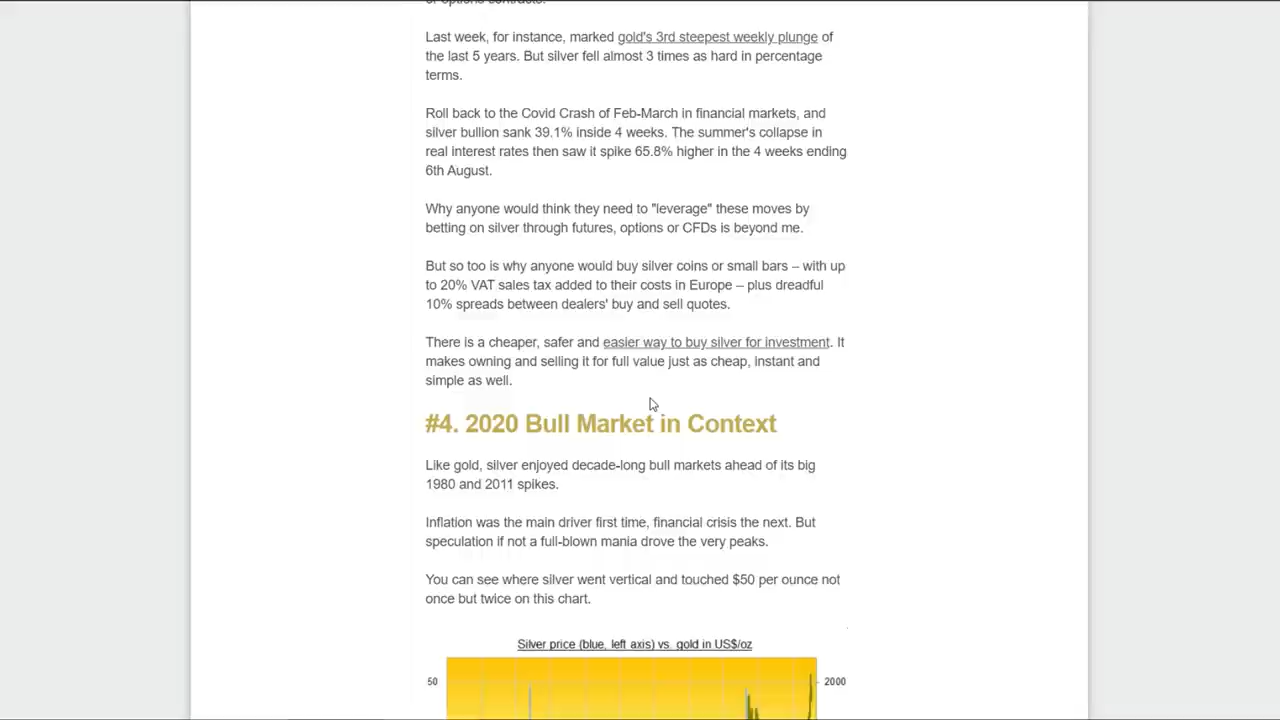 Last week, for instance, marked gold's 3rd steepest weekly plunge of
the last 5 years. But silver fell almost 3 times as hard in percentage
terms.
Roll back to the Covid Crash of Feb-March in financial markets, and
silver bullion sank 39.1% inside 4 weeks. The summer's collapse in
real interest rates then saw it spike 65.8% higher in the 4 weeks ending
6th August.
Why anyone would think they need to "leverage" these moves by
betting on silver through futures, options or CFDs is beyond me.
But so too is why anyone would buy silver coins or small bars – with up
to 20% VAT sales tax added to their costs in Europe – plus dreadful
10% spreads between dealers' buy and sell quotes.
There is a cheaper, safer and easier way to buy silver for investment. It
makes owning and selling it for full value just as cheap, instant and
simple as well.
#4. 2020 Bull Market in Context
Like gold, silver enjoyed decade-long bull markets ahead of its big
1980 and 2011 spikes.
Inflation was the main driver first time, financial crisis the next. But
speculation if not a full-blown mania drove the very peaks.
You can see where silver went vertical and touched $50 per ounce not
once but twice on this chart.
Silver price (blue, left axis) vs. gold in US$/oz
50 2000